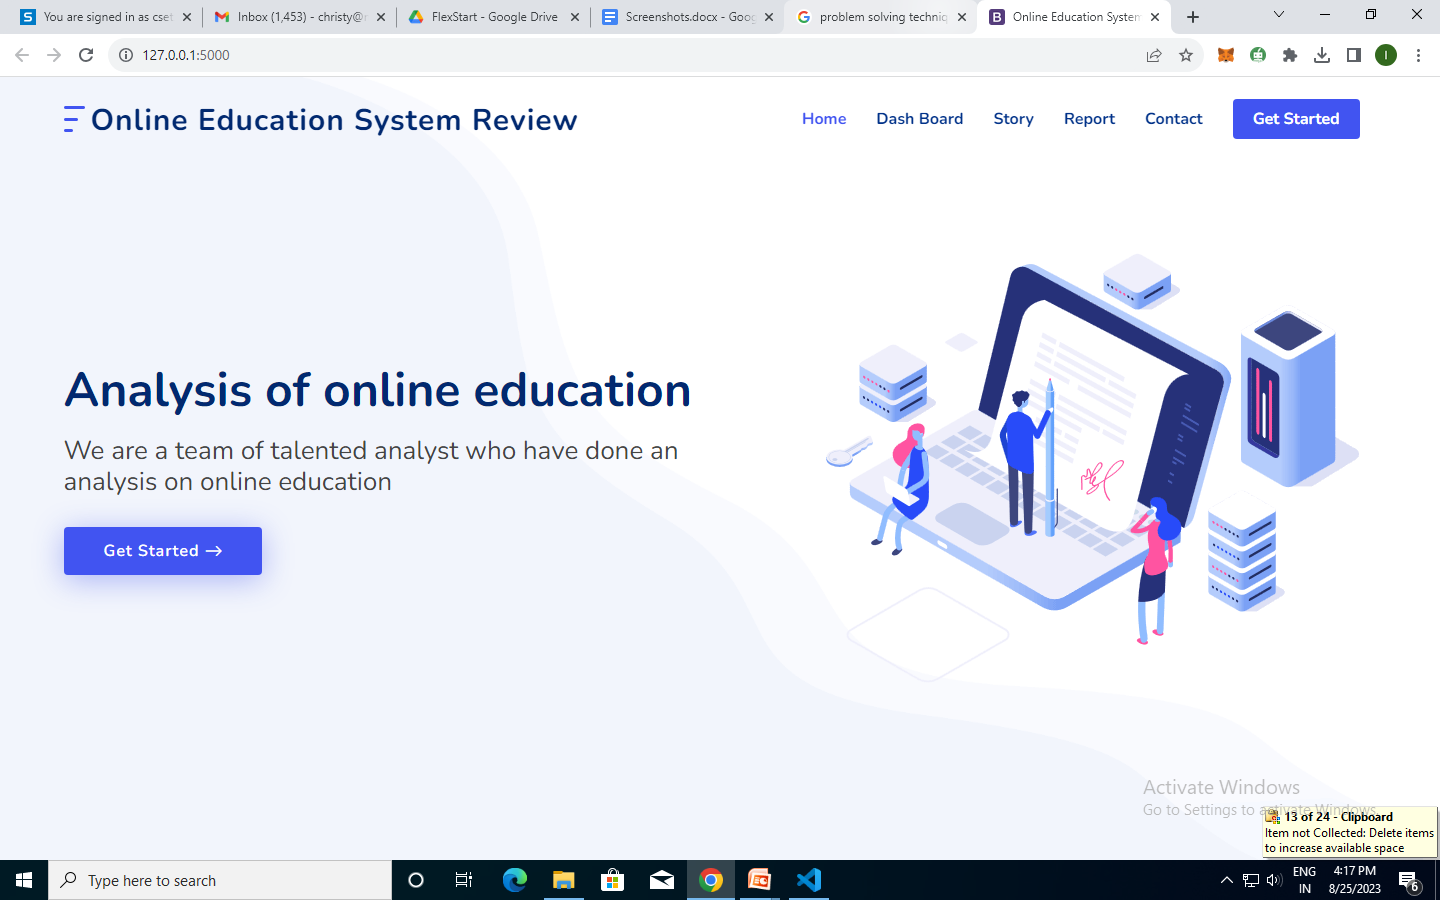 You are signed in as cset
Inbox (1,453) - christy@r
FlexStart - Google Drive
Screenshots.docx - Goog
problem solving techniq
Online Education System
127.0.0.1:5000
Online Education System Review
Home
Dash Board
Story
Report
Contact
Get Started
Analysis of online education
We are a team of talented analyst who have done an
analysis on online education
Get Started →
Activate Windows
Go to Settings to activate Windows.
13 of 24 - Clipboard
Item not Collected: Delete items
to increase available space
Type here to search
ENG
IN
4:17 PM
8/25/2023
6